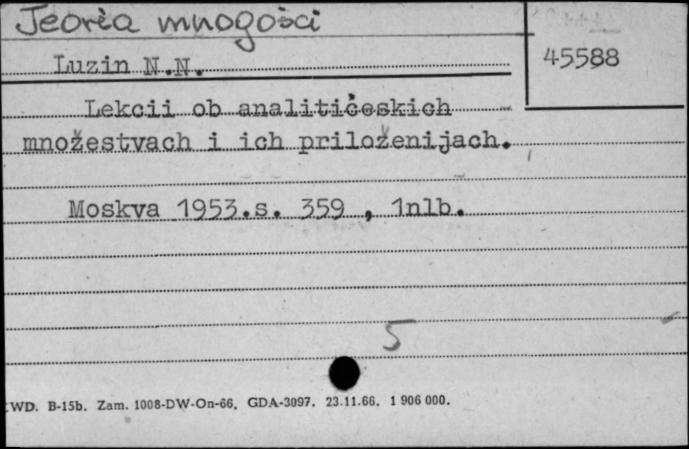 Teoria mnogości
45588
Luzin N.N.
Lekcii ob analitičeskich
množestvach i ich priloženijach.
Moskva 1953.s. 359 , 1nlb.
5
WD. B-15b. Zam. 1008-DW-On-66. GDA-3097. 23.11.66. 1 906 000.